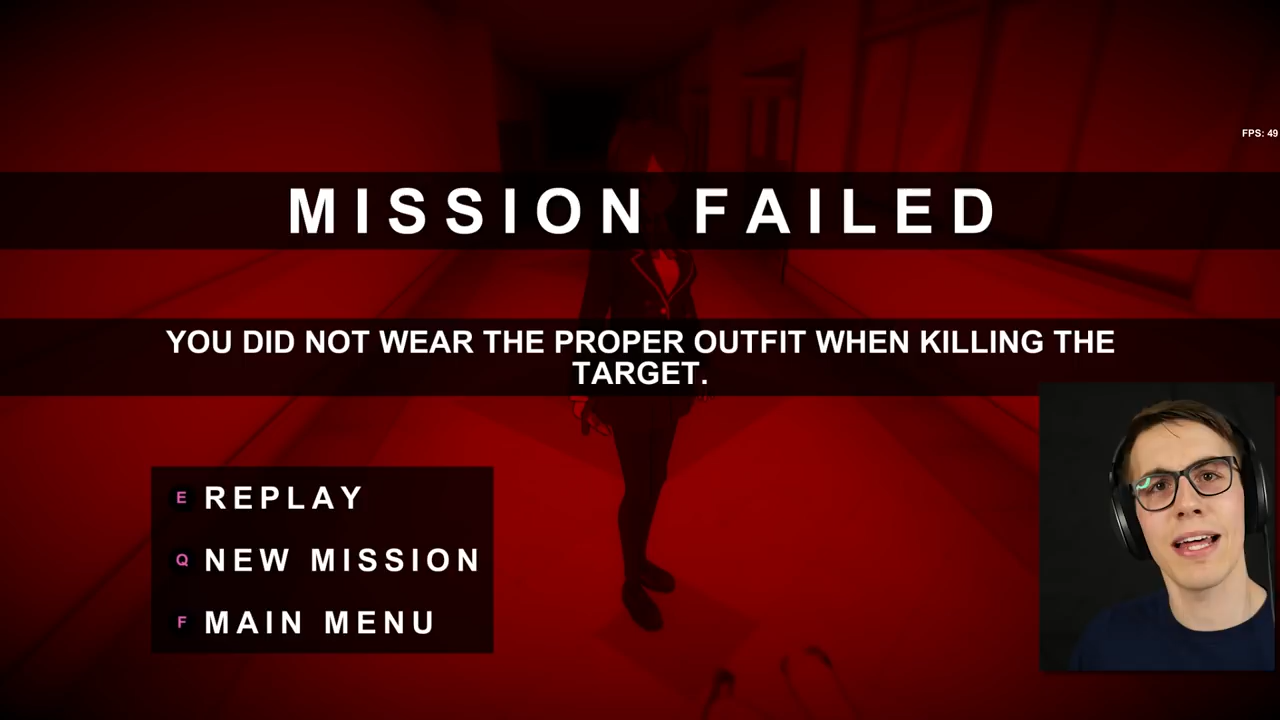 FPS: 49
MISSION FAILED
YOU DID NOT WEAR THE PROPER OUTFIT WHEN KILLING THE
TARGET.
E REPLAY
Q NEW MISSION
F MAIN MENU